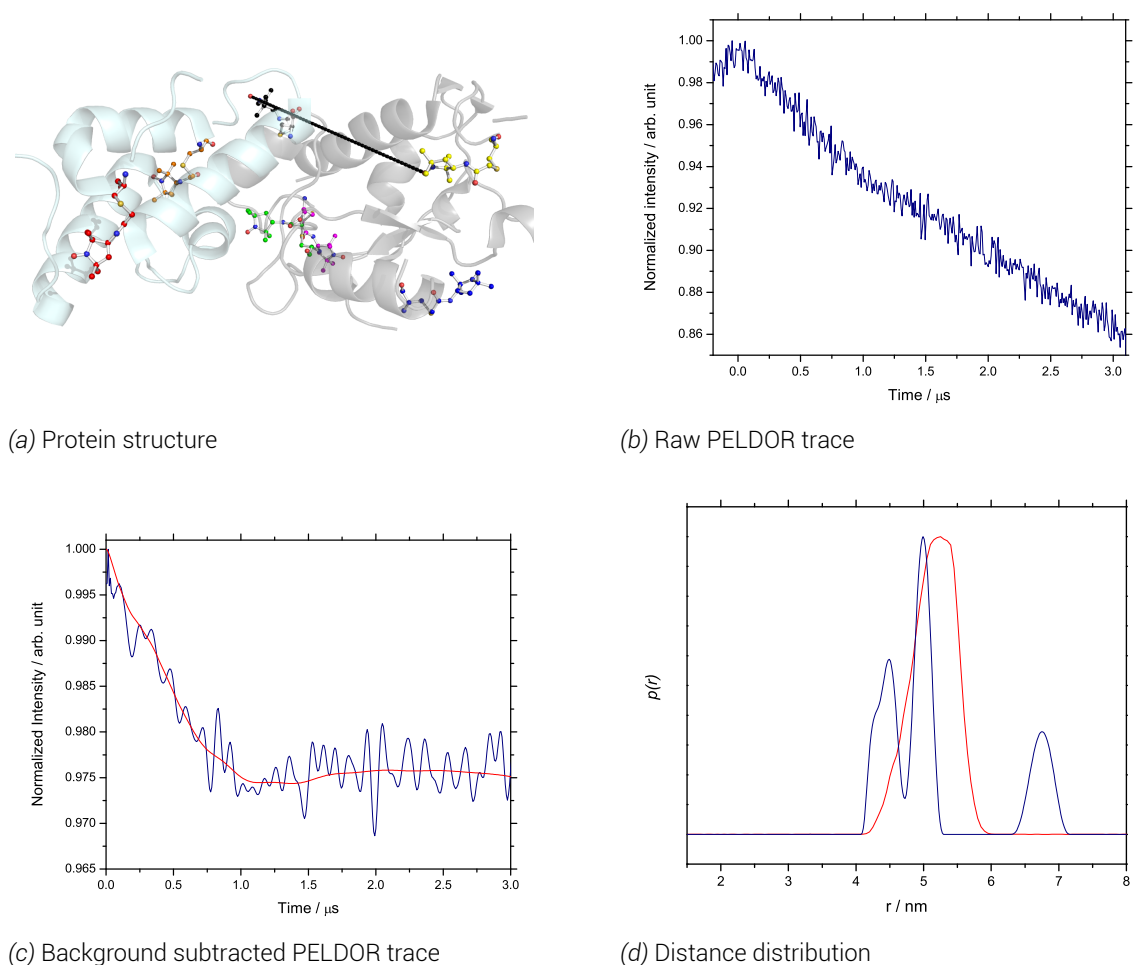 (a) Protein structure
1.00
0.98
0.96
0.94
0.92
0.90
0.88
0.86
Normalized intensity / arb. unit
0.0 0.5 1.0 1.5 2.0 2.5 3.0
Time / μs
(b) Raw PELDOR trace
1.000
0.995
0.990
0.985
0.980
0.975
0.970
0.965
Normalized Intensity / arb. unit
0.0 0.5 1.0 1.5 2.0 2.5 3.0
Time / μs
(c) Background subtracted PELDOR trace
p(r)
2 3 4 5 6 7 8
r / nm
(d) Distance distribution